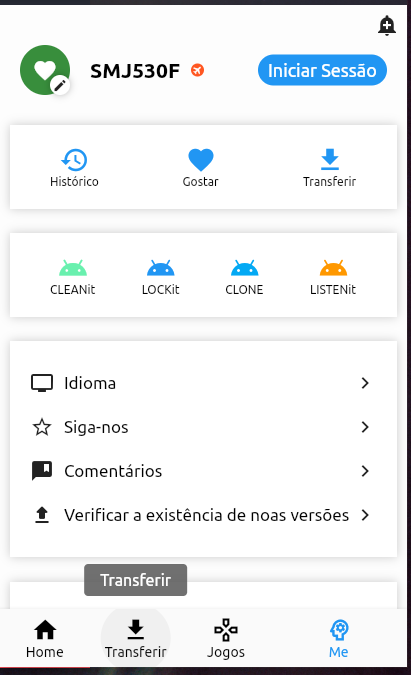 SMJ530F
Iniciar Sessão
Histórico
Gostar
Transferir
CLEANit
LOCKit
CLONE
LISTENit
Idioma
Siga-nos
Comentários
Verificar a existência de noas versões
Transferir
Home
Transferir
Jogos
Me